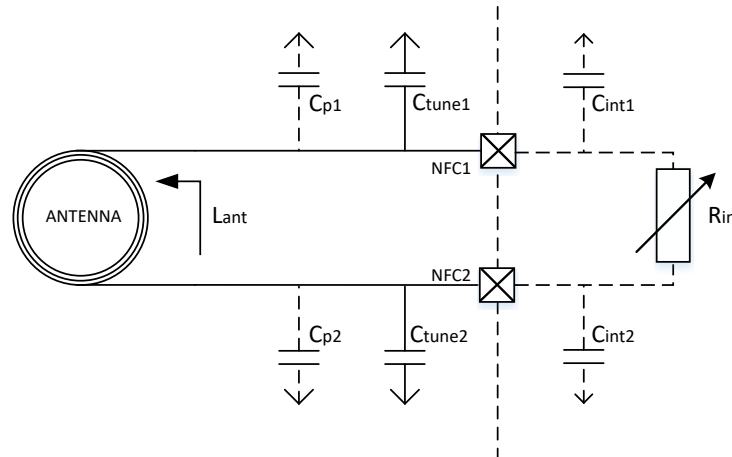 Cp1
Ctune1
Cint1
NFC1
ANTENNA
Lant
Rin
NFC2
Cp2
Ctune2
Cint2